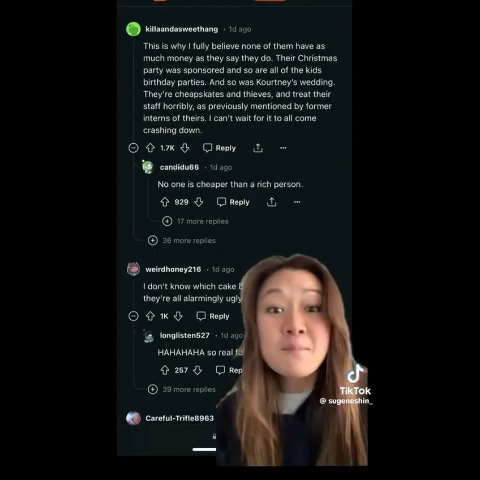 killaandasweethang · 1d ago
This is why I fully believe none of them have as
much money as they say they do. Their Christmas
party was sponsored and so are all of the kids
birthday parties. And so was Kourtney's wedding.
They're cheapskates and thieves, and treat their
staff horribly, as previously mentioned by former
interns of theirs. I can't wait for it to all come
crashing down.
1.7K Reply
candidu66 · 1d ago
No one is cheaper than a rich person.
929 Reply
17 more replies
36 more replies
weirdhoney216 · 1d ago
I don't know which cake
they're all alarmingly ugly
1K Reply
longlisten527 · 1d ago
HAHAHAHA so real
257
39 more replies
Careful-Trifle8963
TikTok
@sugeneshin_